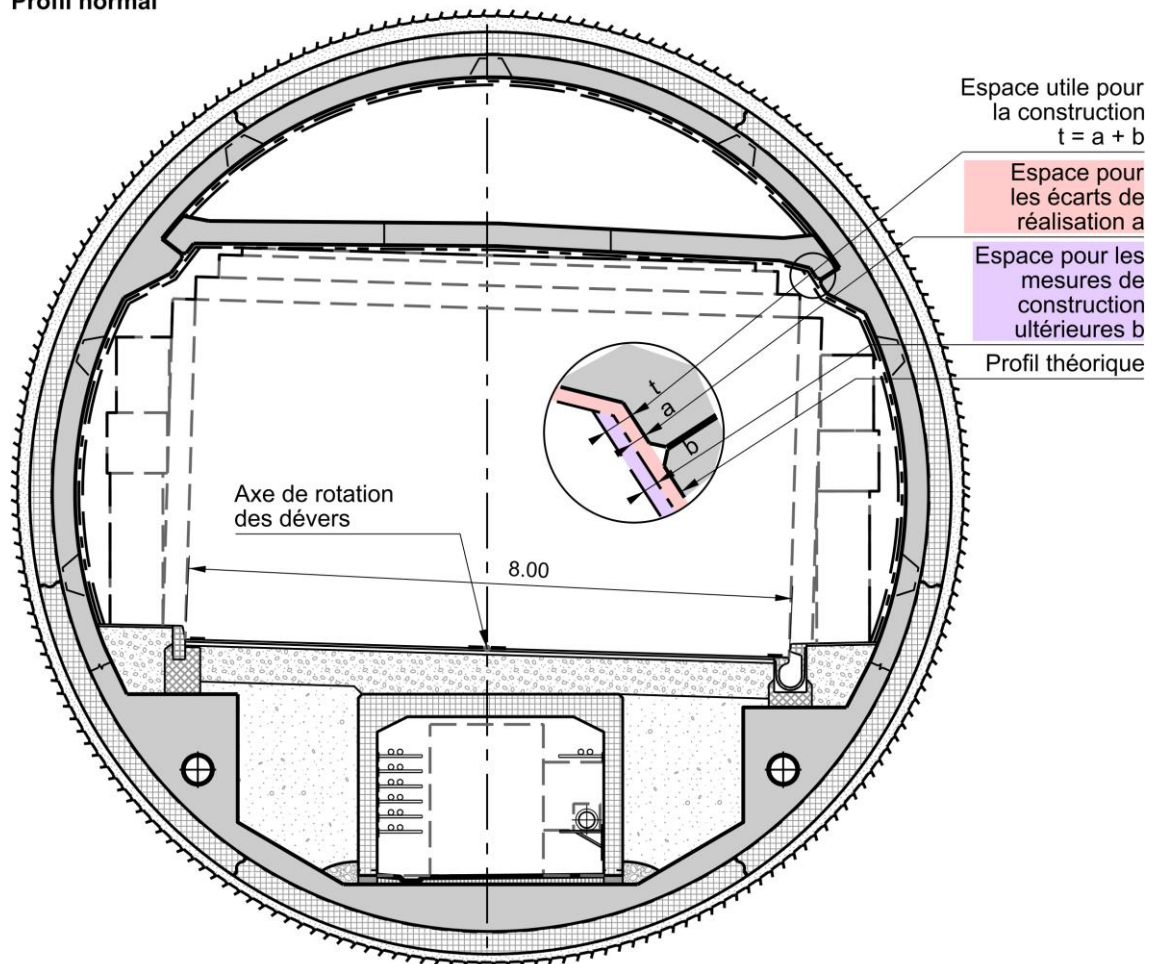 Profil normal
Espace utile pour
la construction
t = a + b
Espace pour
les écarts de
réalisation a
Espace pour les
mesures de
construction
ultérieures b
Profil théorique
t
a
b
Axe de rotation
des dévers
8.00